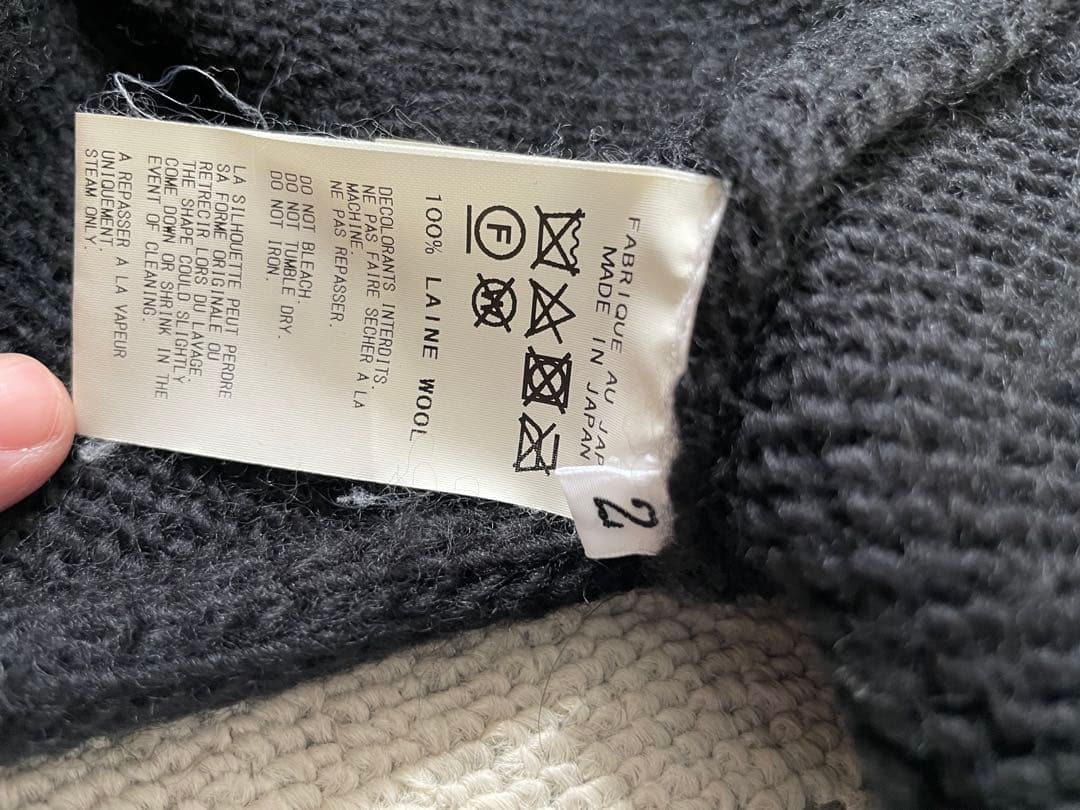 FABRIQUE AU JAP
MADE IN JAPAN
2
F
W
100% LAINE WOOL
DECOLORANTS INTERDITS.
NE PAS FAIRE SECHER A LA
MACHINE.
NE PAS REPASSER.
DO NOT BLEACH.
DO NOT TUMBLE DRY.
DO NOT IRON.
LA SILHOUETTE PEUT PERDRE
SA FORME ORIGINALE OU
RETRECIR LORS DU LAVAGE.
THE SHAPE COULD SLIGHTLY
COME DOWN OR SHRINK IN THE
EVENT OF CLEANING.
A REPASSER A LA VAPEUR
UNIQUEMENT.
STEAM ONLY.